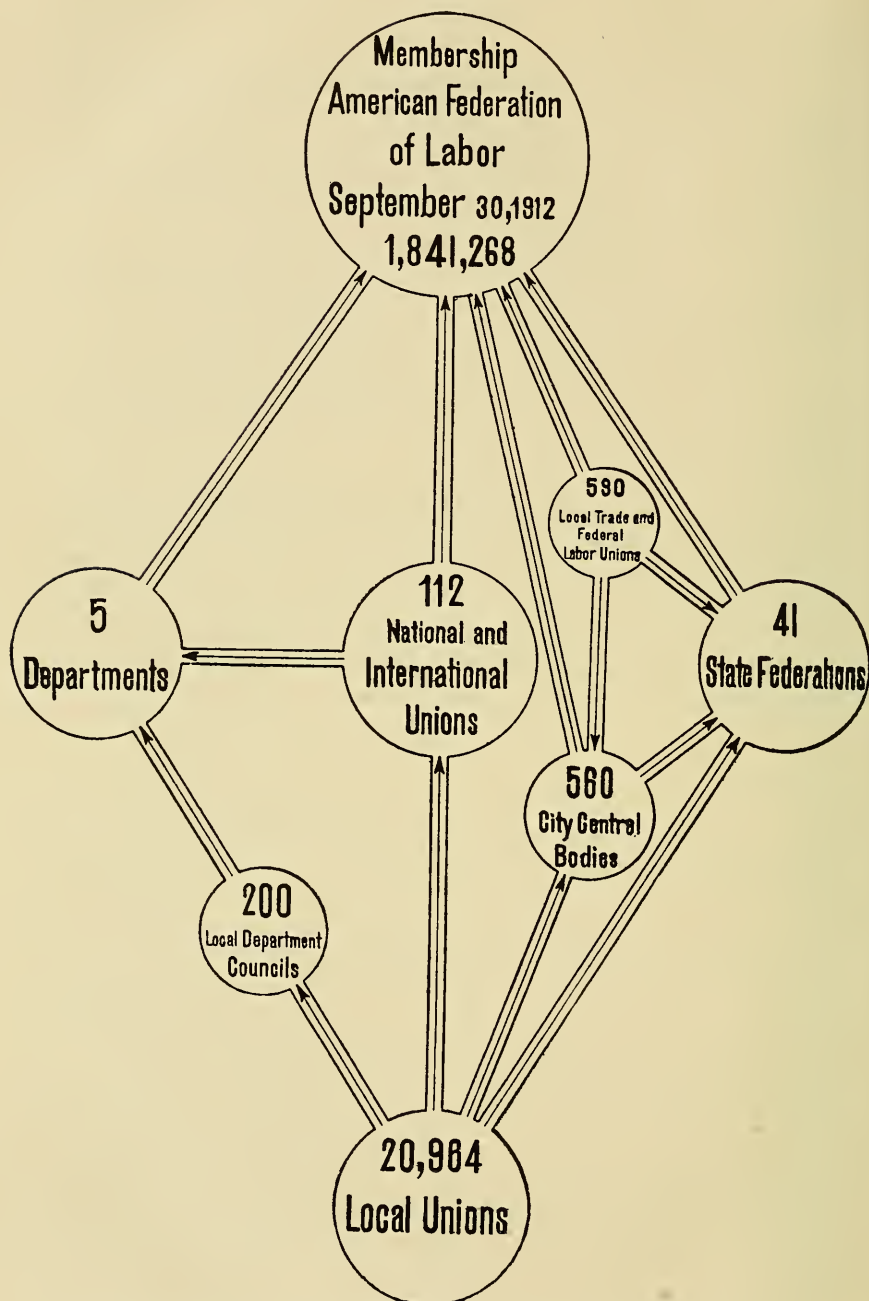 Membership
American Federation
of Labor
September 30, 1912
1,841,268
590
Local Trade and
Federal
Labor Unions
5
Departments
112
National and
International
Unions
41
State Federations
560
City Central
Bodies
200
Local Department
Councils
20,964
Local Unions